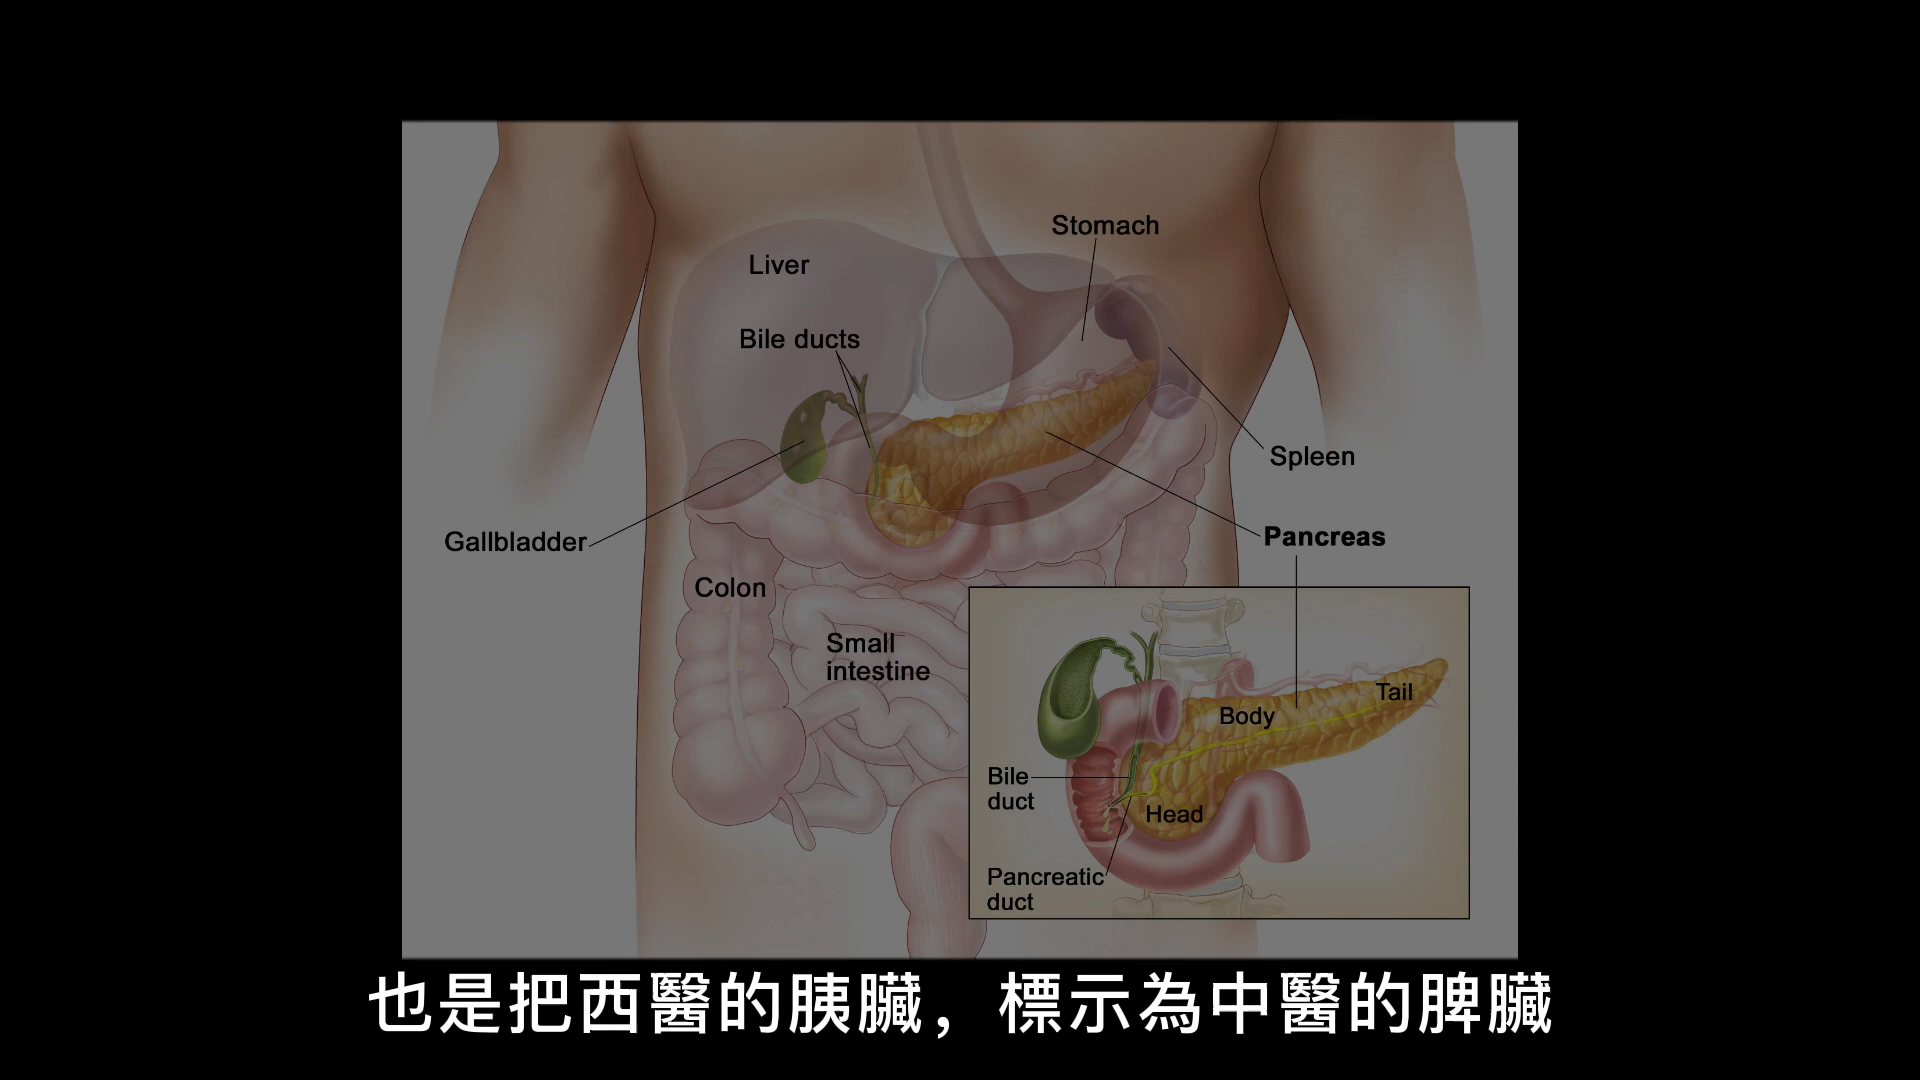 Stomach
Liver
Bile ducts
Spleen
Pancreas
Gallbladder
Colon
Small
intestine
Tail
Body
Bile
duct
Head
Pancreatic
duct
也是把西醫的胰臟，標示為中醫的脾臟